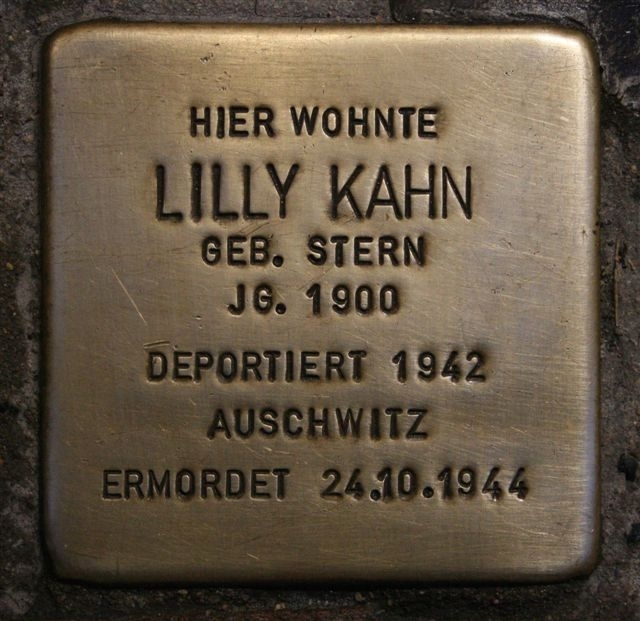 HIER WOHNTE
LILLY KAHN
GEB. STERN
JG. 1900
DEPORTIERT 1942
AUSCHWITZ
ERMORDET 24.10.1944